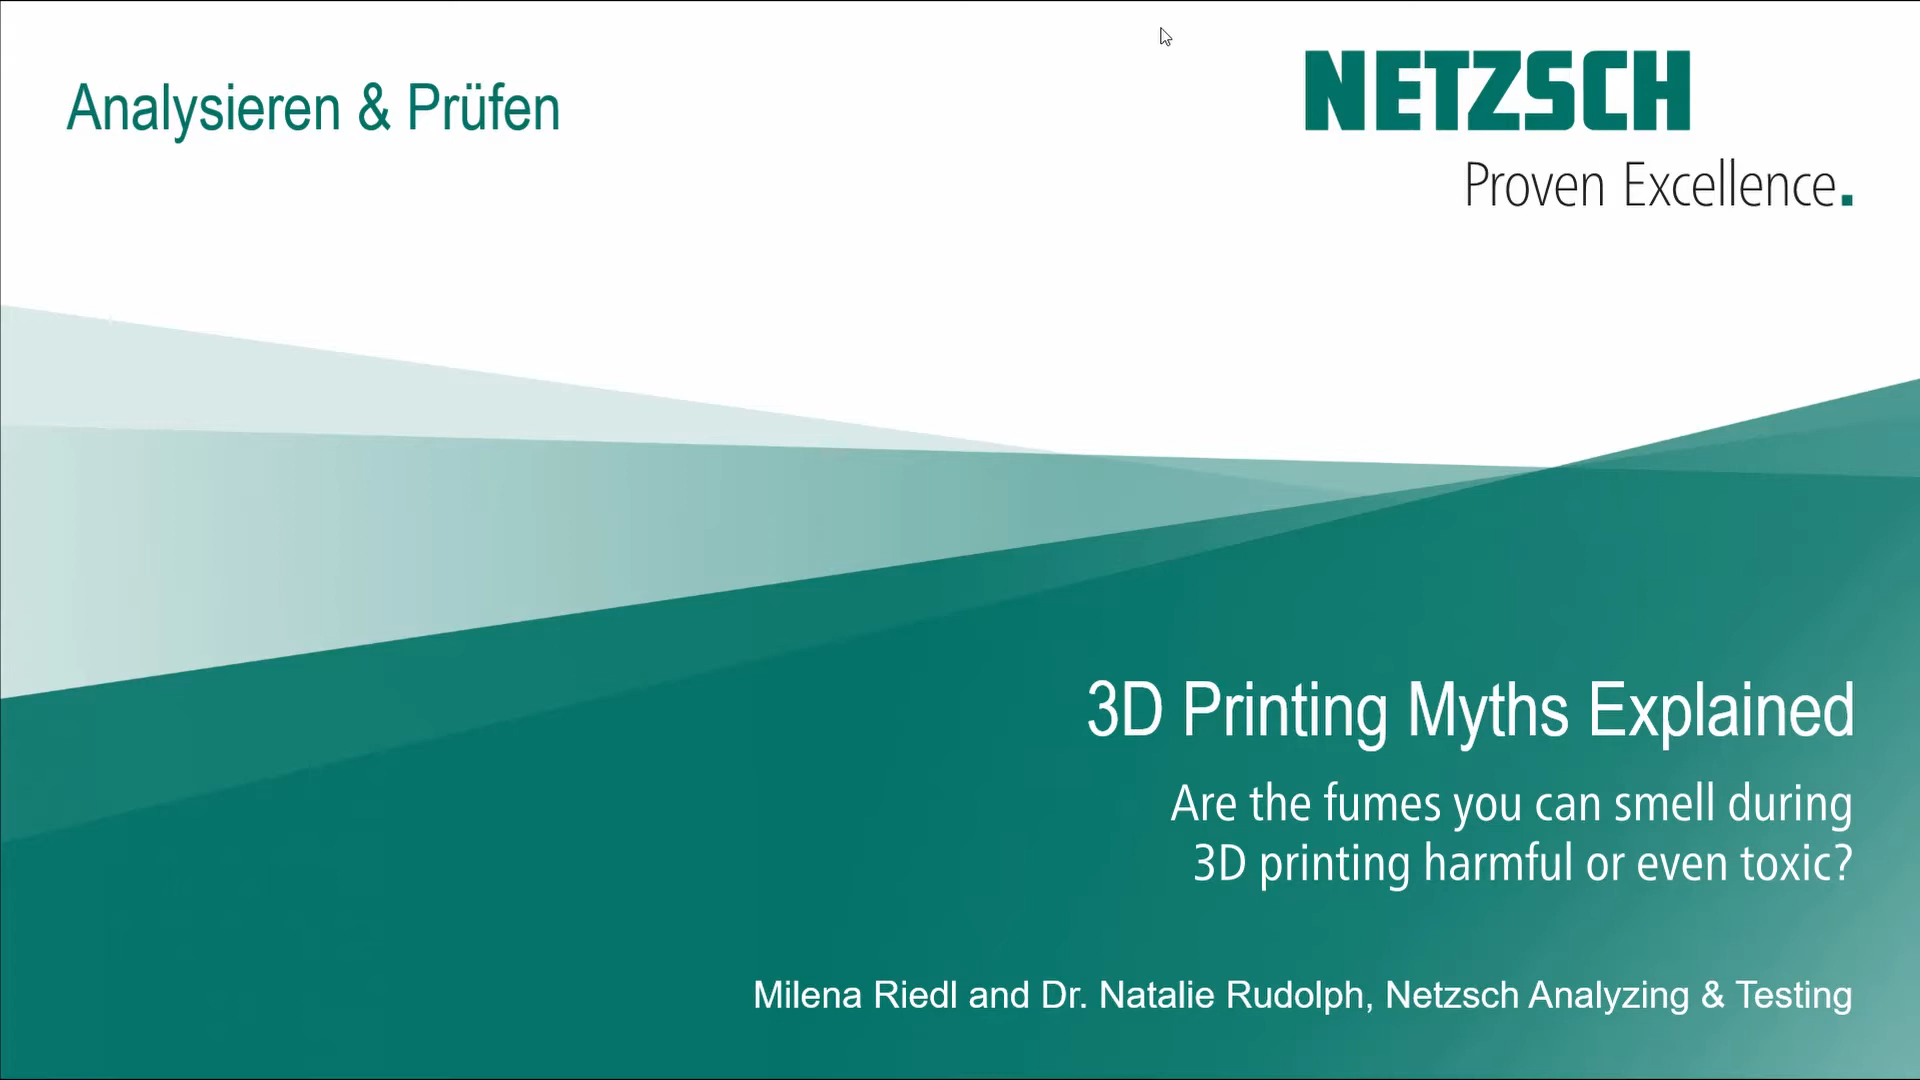 Analysieren & Prüfen
NETZSCH
Proven Excellence.
3D Printing Myths Explained
Are the fumes you can smell during
3D printing harmful or even toxic?
Milena Riedl and Dr. Natalie Rudolph, Netzsch Analyzing & Testing